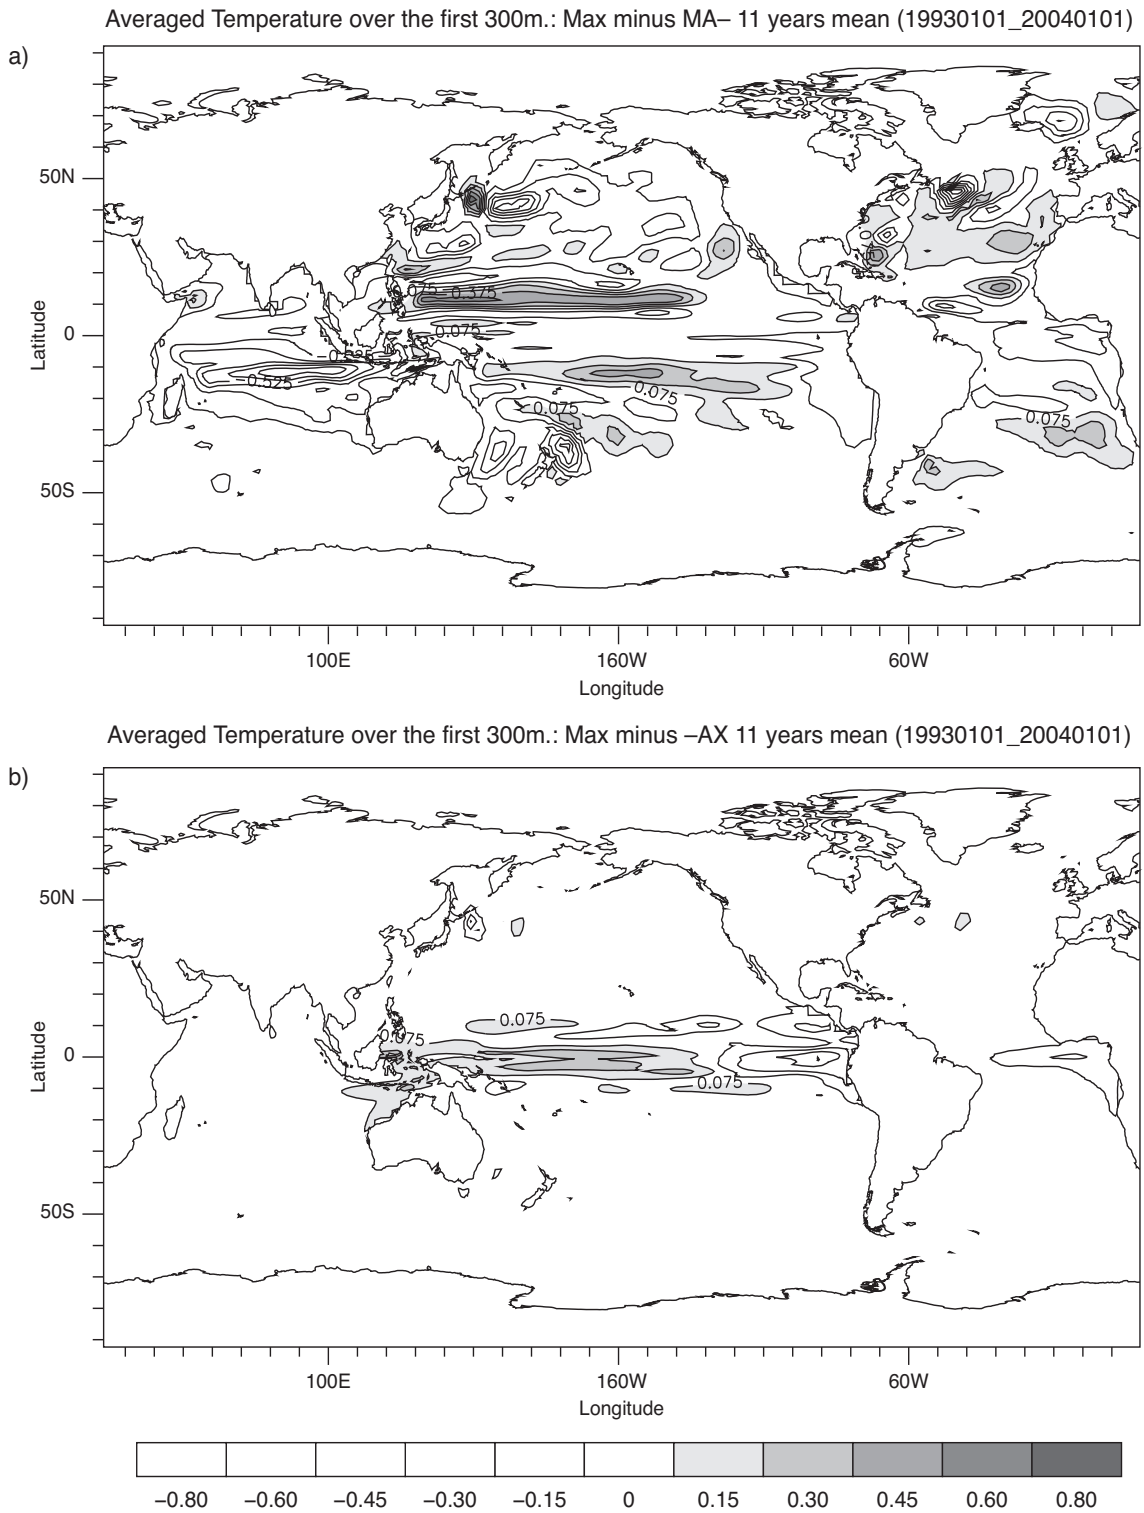 Averaged Temperature over the first 300m.: Max minus MA– 11 years mean (19930101_20040101)
a)
50N
0
50S
Latitude
.075
–0.375
–0.075
–0.525
0.075
–0.075
0.075
100E
160W
60W
Longitude
Averaged Temperature over the first 300m.: Max minus –AX 11 years mean (19930101_20040101)
b)
50N
0
50S
Latitude
0.075
0.075
0.075
100E
160W
60W
Longitude
–0.80 –0.60 –0.45 –0.30 –0.15 0 0.15 0.30 0.45 0.60 0.80